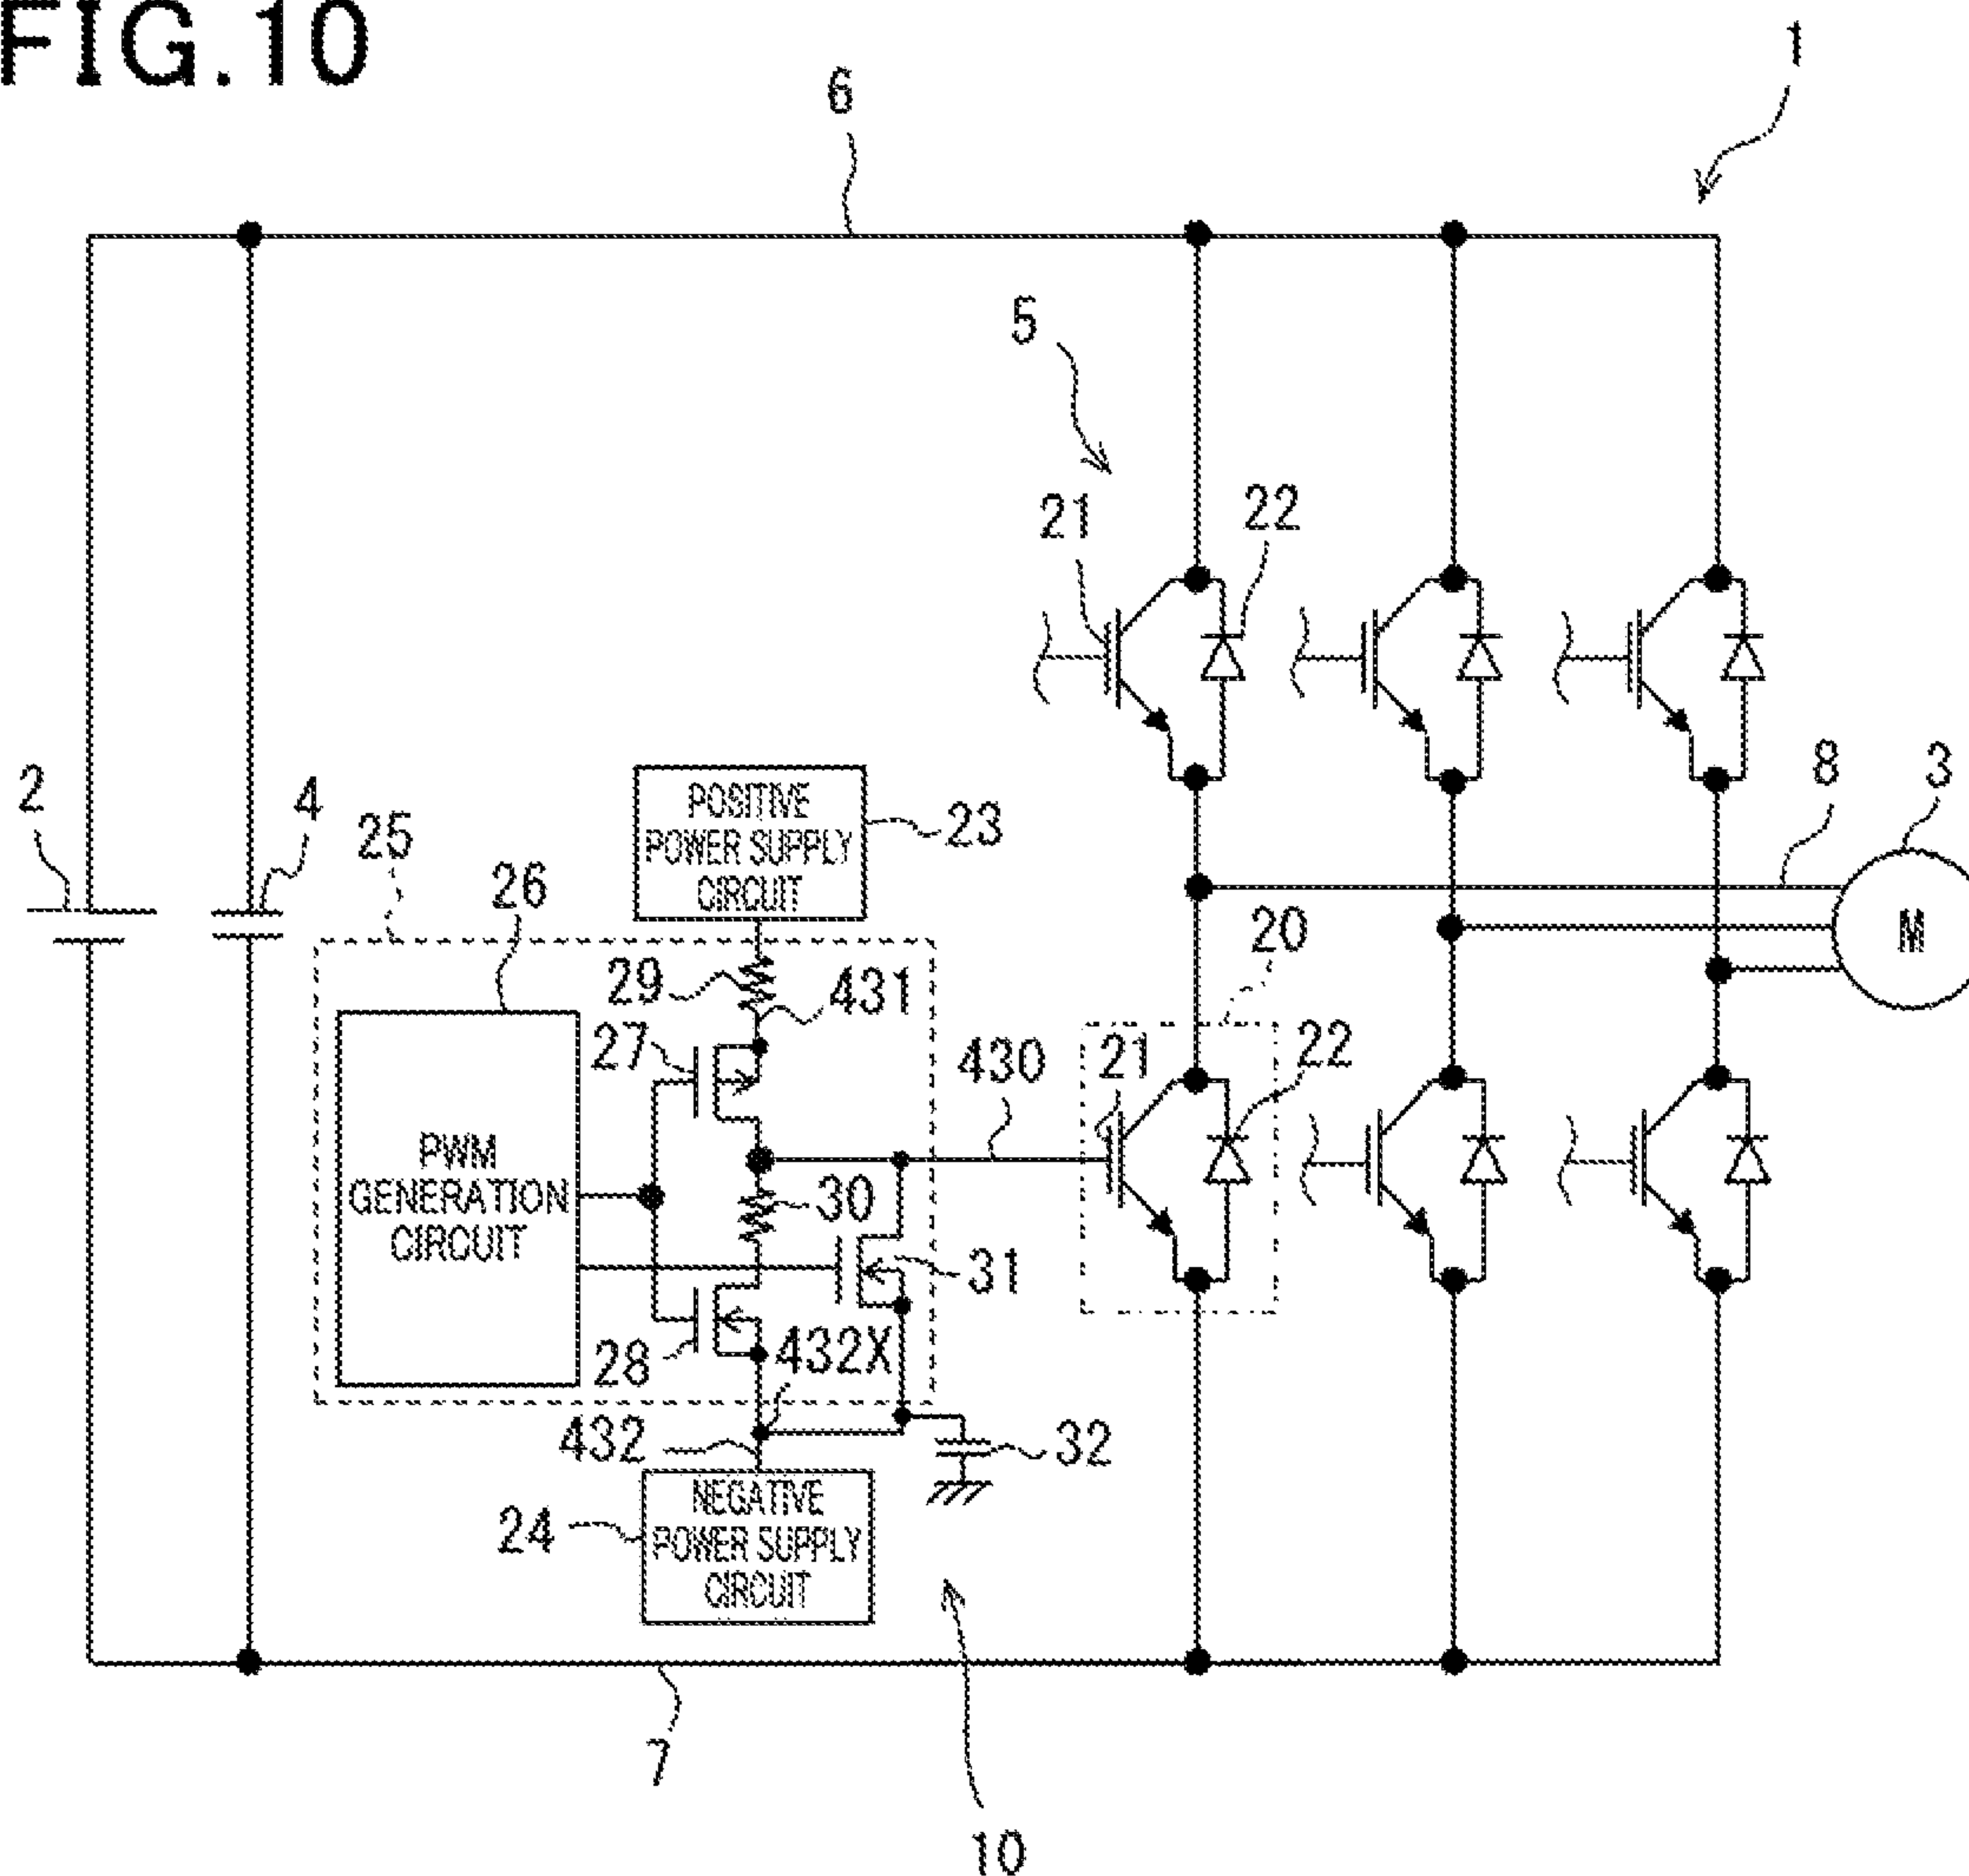 FIG.10
1
6
5
21
22
2
4
25
26
POSITIVE
POWER SUPPLY
CIRCUIT
23
8
3
M
20
29
431
27
430
21
22
PWM
GENERATION
CIRCUIT
30
31
28
432X
432
32
24
NEGATIVE
POWER SUPPLY
CIRCUIT
7
10